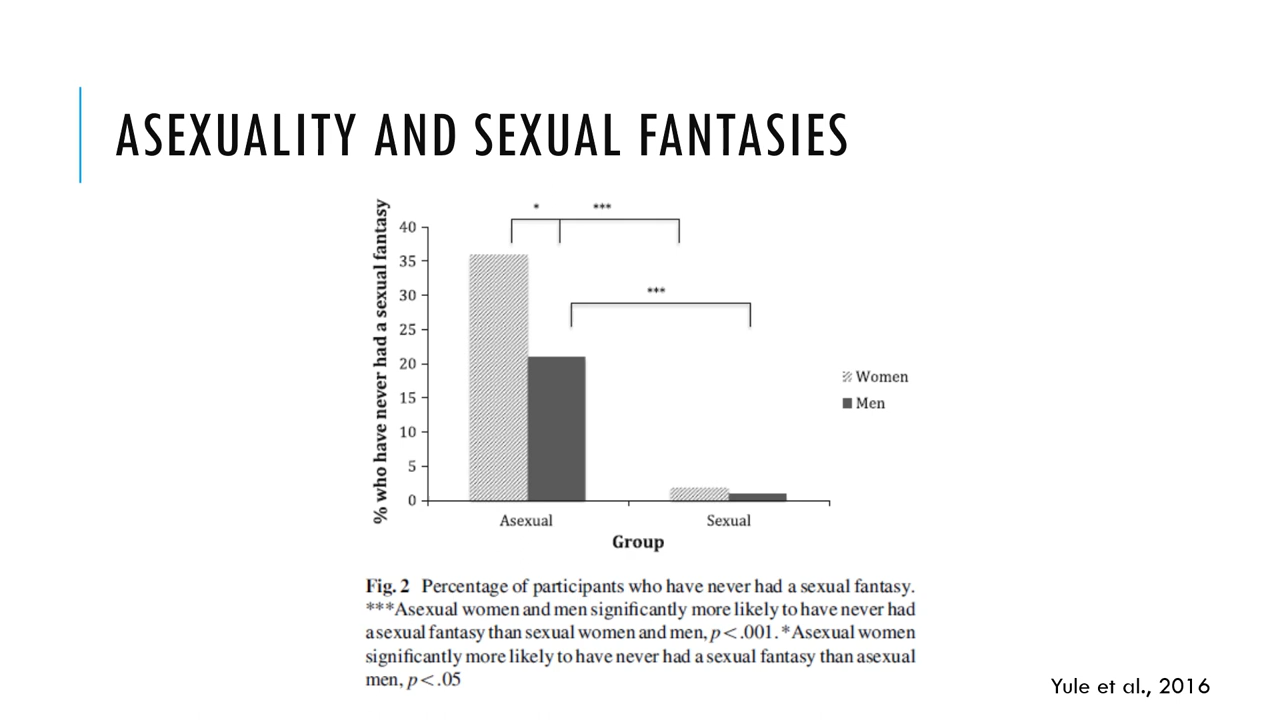 ASEXUALITY AND SEXUAL FANTASIES
% who have never had a sexual fantasy
* ***
40
35
30
***
25
20
15
10
5
0
Women
Men
Asexual Sexual
Group
Fig. 2 Percentage of participants who have never had a sexual fantasy.
***Asexual women and men significantly more likely to have never had
a sexual fantasy than sexual women and men, p<.001. *Asexual women
significantly more likely to have never had a sexual fantasy than asexual
men, p<.05
Yule et al., 2016